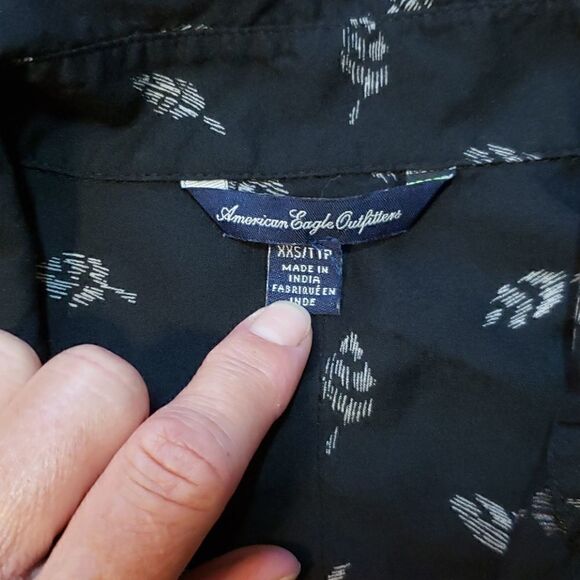 American Eagle Outfitters
XXS/TTP
MADE IN
INDIA
FABRIQUÉ EN
INDE